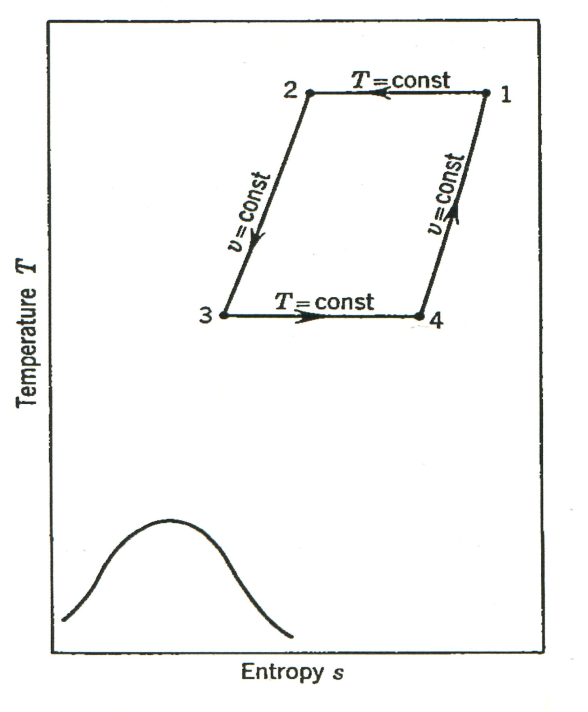 T=const
2
1
v=const
v=const
T=const
3
4
Temperature T
Entropy s